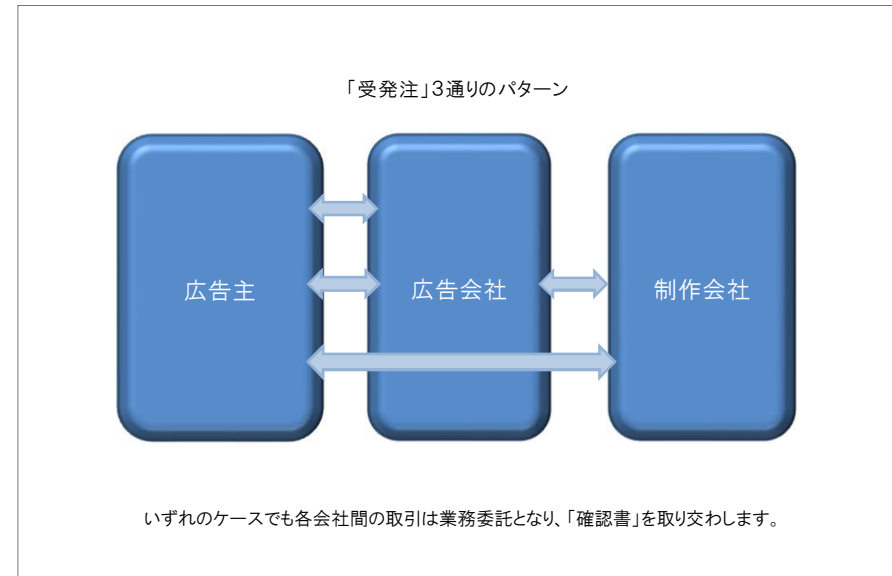 「受発注」3通りのパターン
広告主
広告会社
制作会社
いずれのケースでも各会社間の取引は業務委託となり、「確認書」を取り交わします。